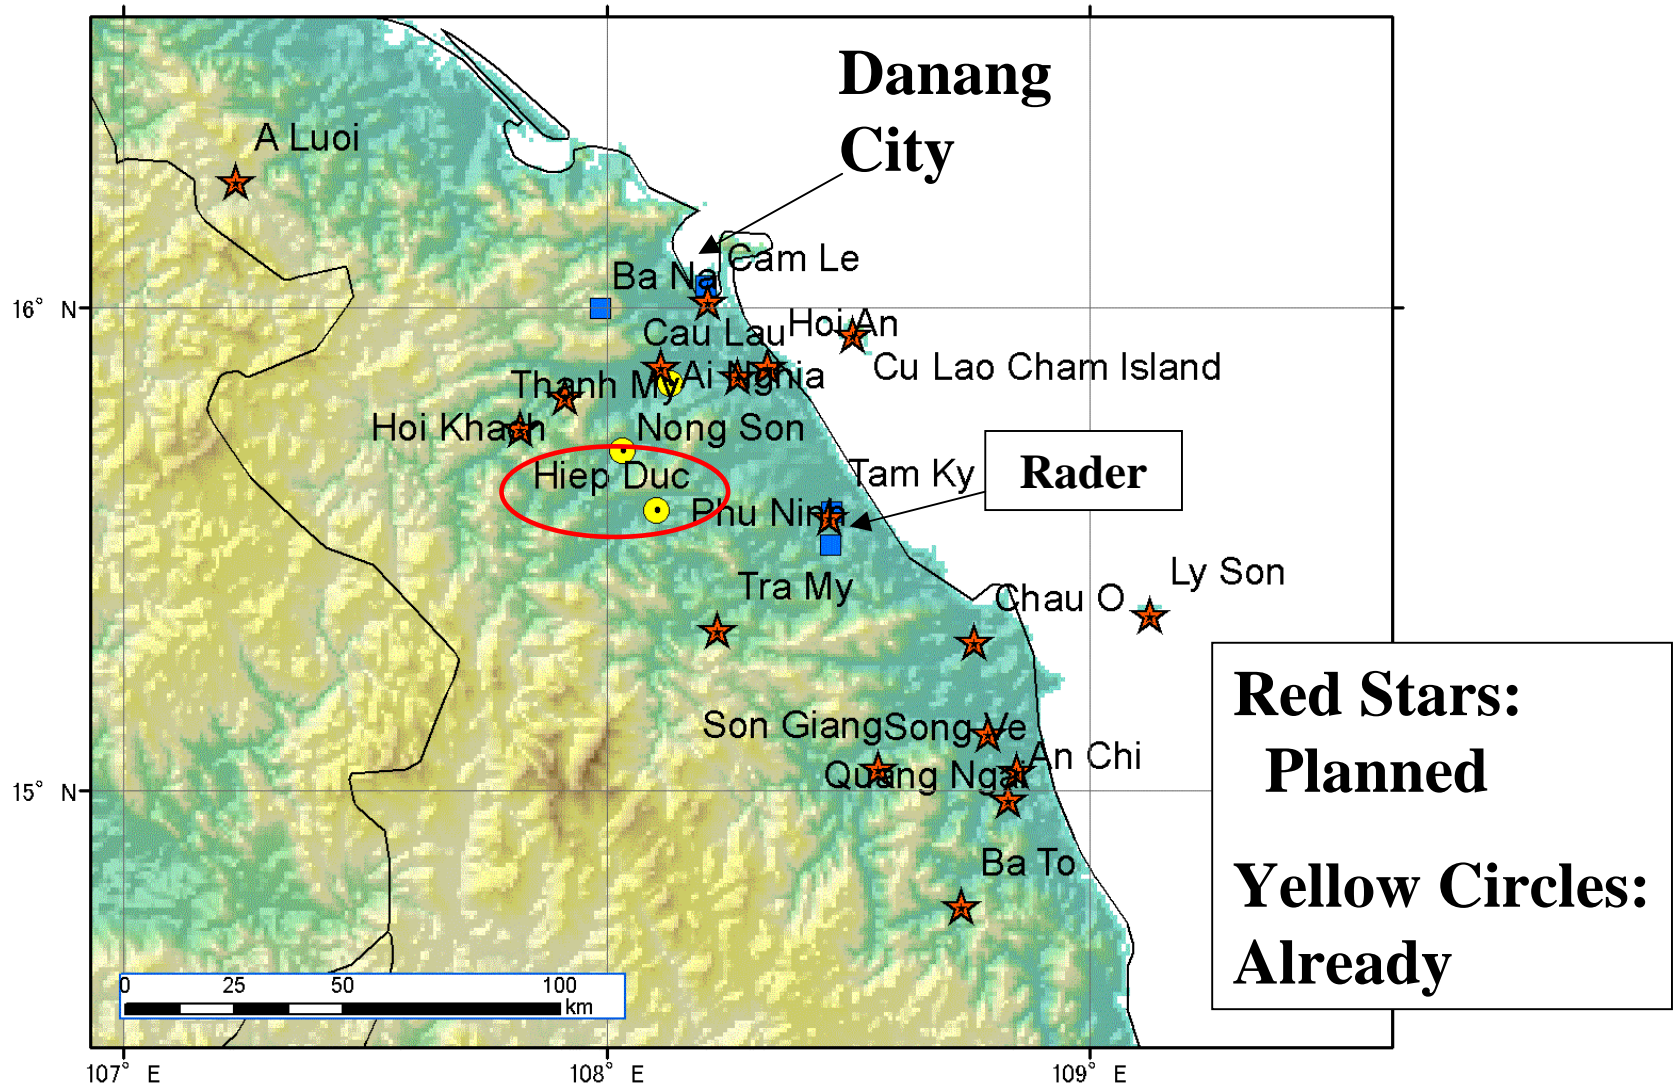 Danang
City
A Luoi
Cam Le
Ba Na
16° N
Hoi An
Cau Lau
Cu Lao Cham Island
Ai Nghia
Thanh My
Hoi Khanh
Nong Son
Hiep Duc
Tam Ky
Rader
Phu Ninh
Tra My
Chau O
Ly Son
Son Giang
Song Ve
An Chi
Quang Ngai
15° N
Ba To
Red Stars:
Planned
Yellow Circles:
Already
0 25 50 100
km
107° E 108° E 109° E